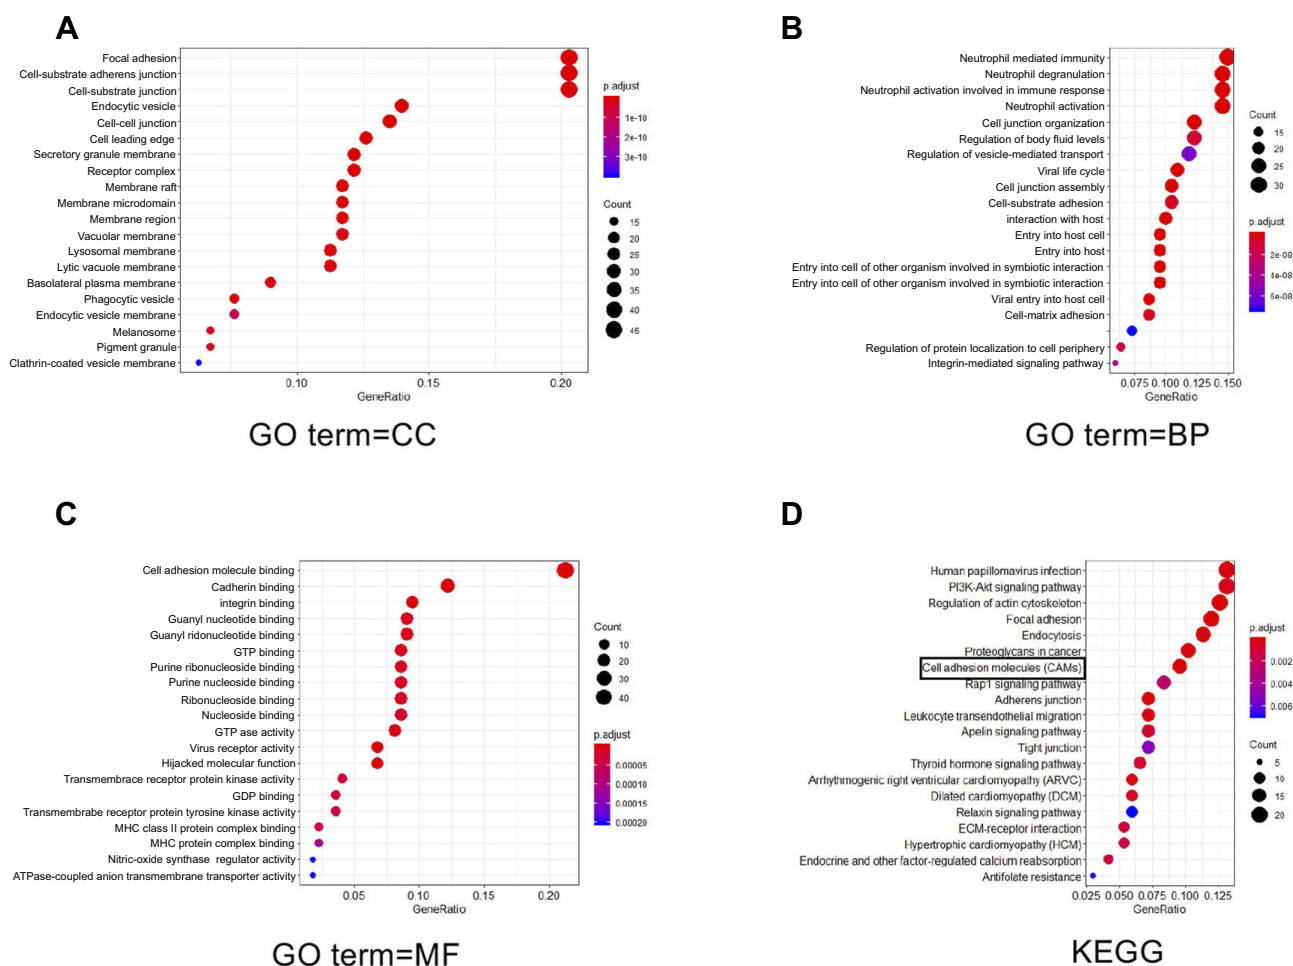 A
Focal adhesion
Cell-substrate adherens junction
Cell-substrate junction
Endocytic vesicle
Cell-cell junction
Cell leading edge
Secretory granule membrane
Receptor complex
Membrane raft
Membrane microdomain
Membrane region
Vacuolar membrane
Lysosomal membrane
Lytic vacuole membrane
Basolateral plasma membrane
Phagocytic vesicle
Endocytic vesicle membrane
Melanosome
Pigment granule
Clathrin-coated vesicle membrane
0.10 0.15 0.20
GeneRatio
p.adjust
1e-10
2e-10
3e-10
Count
15
20
25
30
35
40
45
GO term=CC
B
Neutrophil mediated immunity
Neutrophil degranulation
Neutrophil activation involved in immune response
Neutrophil activation
Cell junction organization
Regulation of body fluid levels
Regulation of vesicle-mediated transport
Viral life cycle
Cell junction assembly
Cell-substrate adhesion
interaction with host
Entry into host cell
Entry into host
Entry into cell of other organism involved in symbiotic interaction
Entry into cell of other organism involved in symbiotic interaction
Viral entry into host cell
Cell-matrix adhesion
Regulation of protein localization to cell periphery
Integrin-mediated signaling pathway
0.075 0.100 0.125 0.150
GeneRatio
Count
15
20
25
30
p.adjust
2e-08
4e-08
6e-08
GO term=BP
C
Cell adhesion molecule binding
Cadherin binding
integrin binding
Guanyl nucleotide binding
Guanyl ridonucleotide binding
GTP binding
Purine ribonucleoside binding
Purine nucleoside binding
Ribonucleoside binding
Nucleoside binding
GTP ase activity
Virus receptor activity
Hijacked molecular function
Transmembrace receptor protein kinase activity
GDP binding
Transmembrabe receptor protein tyrosine kinase activity
MHC class II protein complex binding
MHC protein complex binding
Nitric-oxide synthase regulator activity
ATPase-coupled anion transmembrane transporter activity
0.05 0.10 0.15 0.20
GeneRatio
Count
10
20
30
40
p.adjust
0.00005
0.00010
0.00015
0.00020
GO term=MF
D
Human papillomavirus infection
PI3K-Akt signaling pathway
Regulation of actin cytoskeleton
Focal adhesion
Endocytosis
Proteoglycans in cancer
Cell adhesion molecules (CAMs)
Rap1 signaling pathway
Adherens junction
Leukocyte transendothelial migration
Apelin signaling pathway
Tight junction
Thyroid hormone signaling pathway
Arrhythmogenic right ventricular cardiomyopathy (ARVC)
Dilated cardiomyopathy (DCM)
Relaxin signaling pathway
ECM-receptor interaction
Hypertrophic cardiomyopathy (HCM)
Endocrine and other factor-regulated calcium reabsorption
Antifolate resistance
0.025 0.050 0.075 0.100 0.125
GeneRatio
p.adjust
0.002
0.004
0.006
Count
5
10
15
20
KEGG